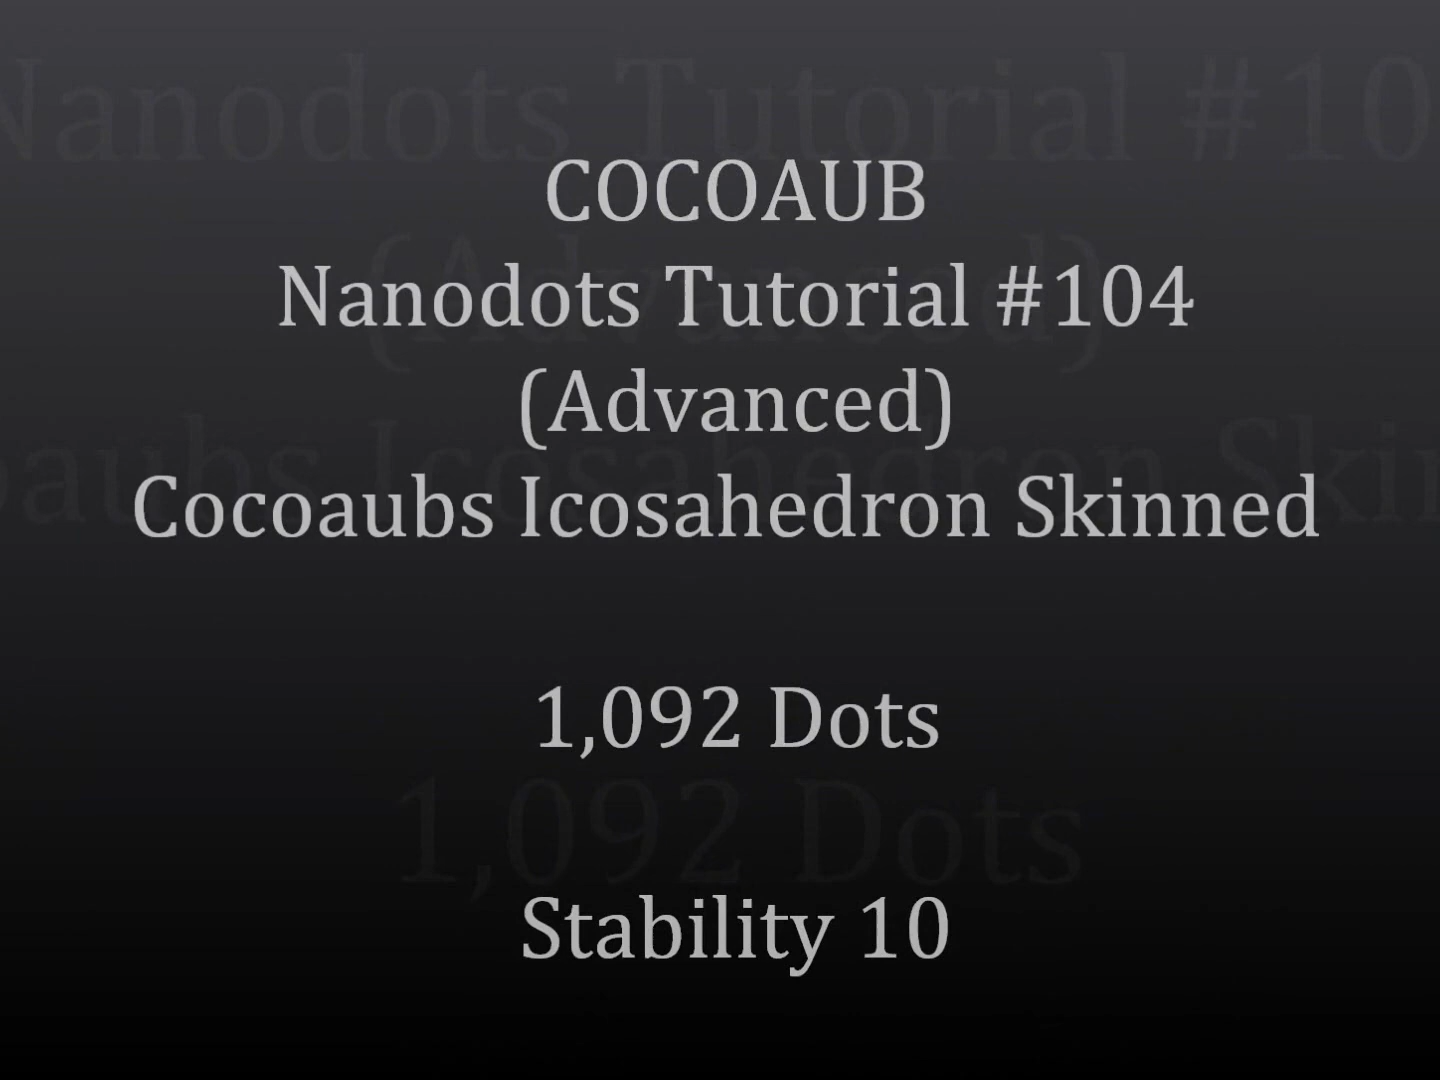 COCOAUB
Nanodots Tutorial #104
(Advanced)
Cocoaubs Icosahedron Skinned
1,092 Dots
Stability 10